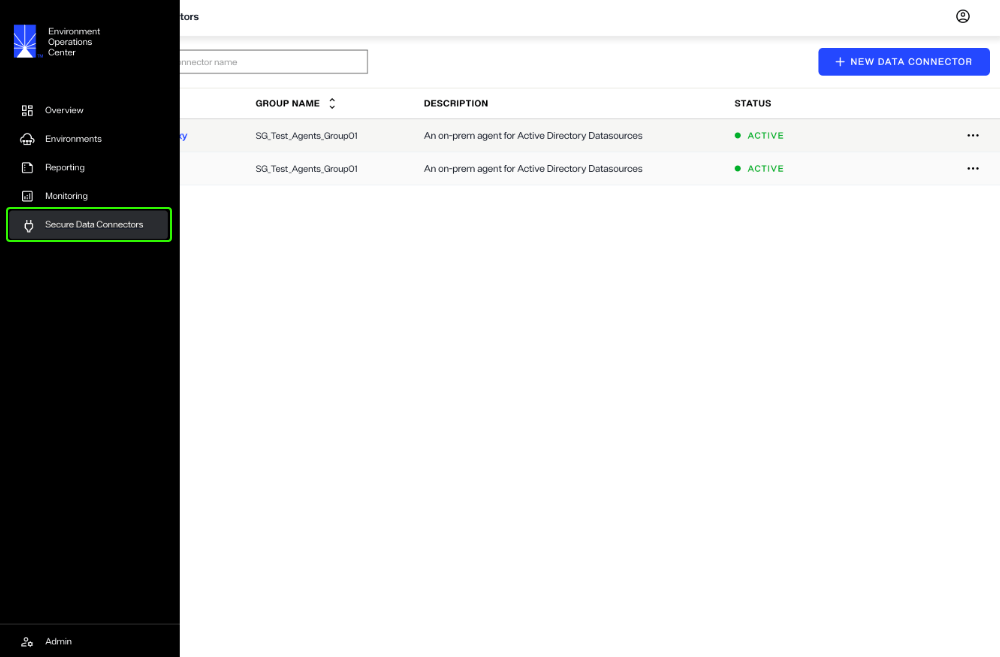 Environment
Operations
Center
Overview
Environments
Reporting
Monitoring
Secure Data Connectors
Admin
tors
nnector name
+ NEW DATA CONNECTOR
GROUP NAME DESCRIPTION STATUS
xy SG_Test_Agents_Group01 An on-prem agent for Active Directory Datasources ACTIVE ...
SG_Test_Agents_Group01 An on-prem agent for Active Directory Datasources ACTIVE ...